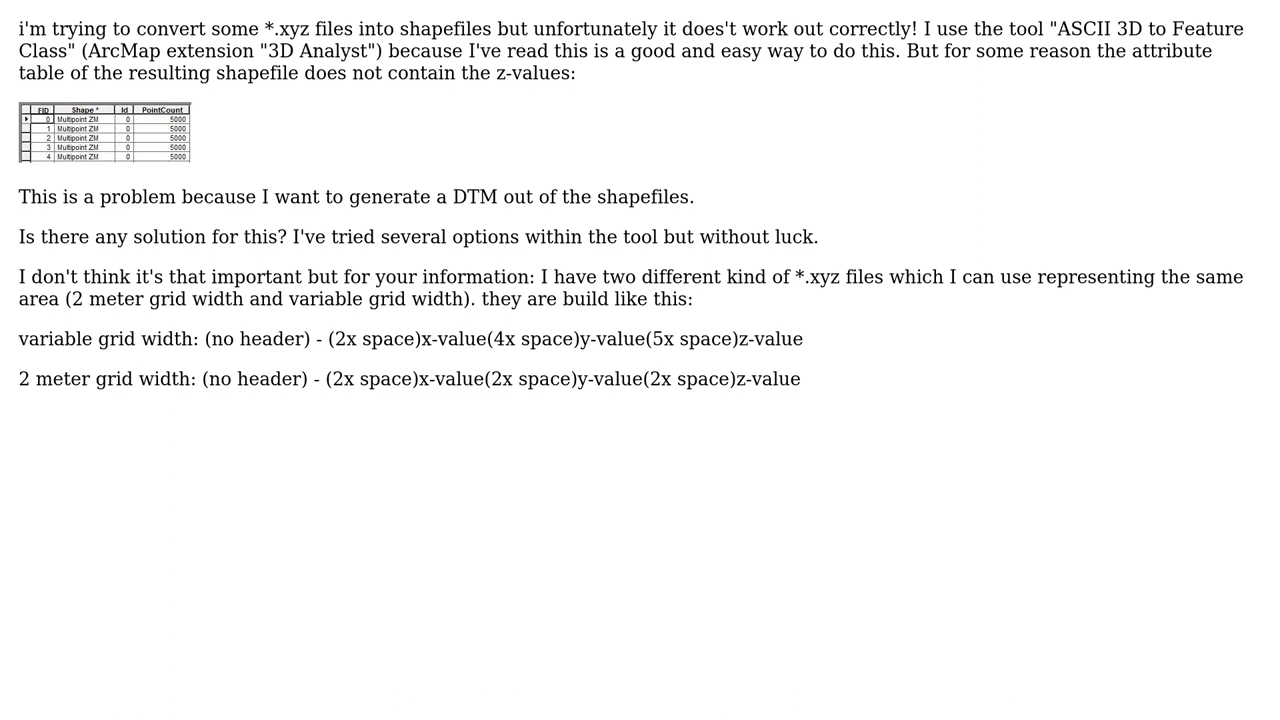 i'm trying to convert some *.xyz files into shapefiles but unfortunately it does't work out correctly! I use the tool "ASCII 3D to Feature
Class" (ArcMap extension "3D Analyst") because I've read this is a good and easy way to do this. But for some reason the attribute
table of the resulting shapefile does not contain the z-values:
FID Shape * Id PointCount
0 Multipoint ZM 0 5000
1 Multipoint ZM 0 5000
2 Multipoint ZM 0 5000
3 Multipoint ZM 0 5000
4 Multipoint ZM 0 5000
This is a problem because I want to generate a DTM out of the shapefiles.
Is there any solution for this? I've tried several options within the tool but without luck.
I don't think it's that important but for your information: I have two different kind of *.xyz files which I can use representing the same
area (2 meter grid width and variable grid width). they are build like this:
variable grid width: (no header) - (2x space)x-value(4x space)y-value(5x space)z-value
2 meter grid width: (no header) - (2x space)x-value(2x space)y-value(2x space)z-value